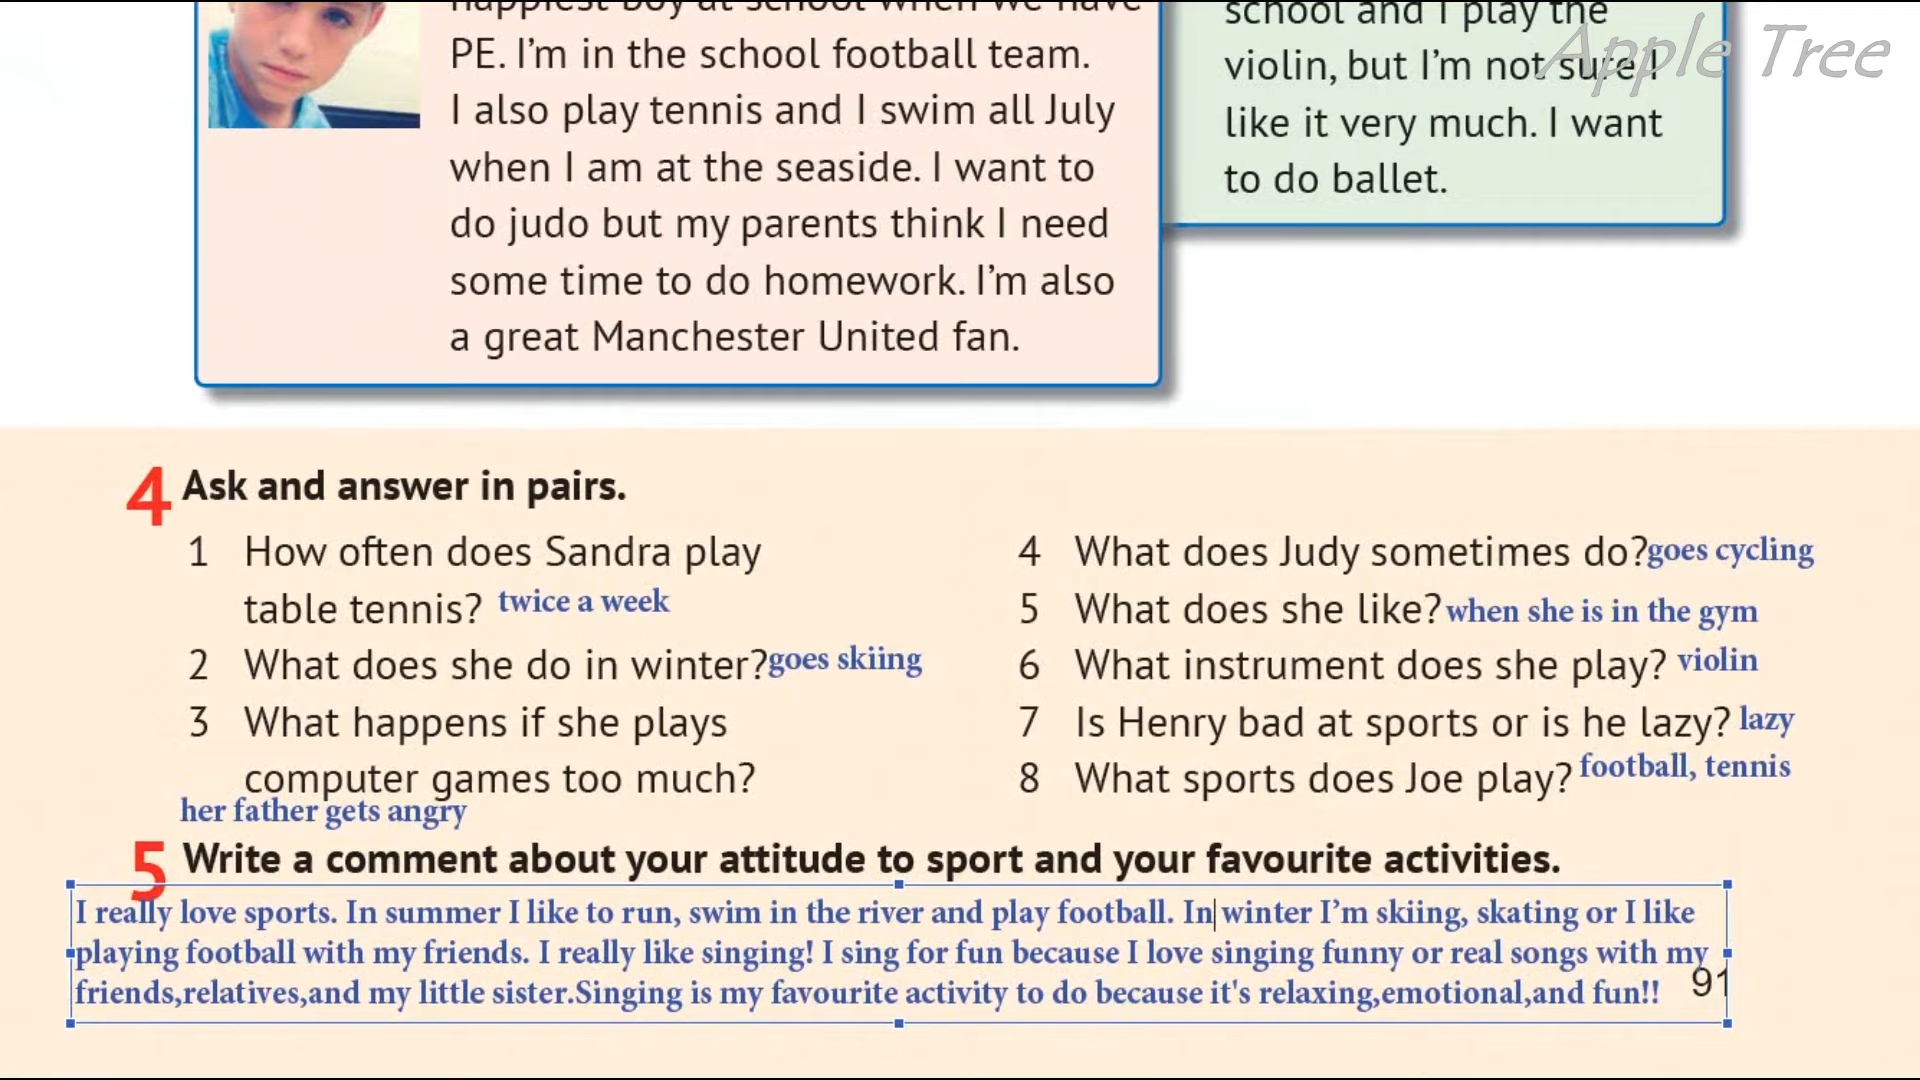 happiest boy at school when we have
PE. I'm in the school football team.
I also play tennis and I swim all July
when I am at the seaside. I want to
do judo but my parents think I need
some time to do homework. I'm also
a great Manchester United fan.
school and I play the
violin, but I'm not sure I
like it very much. I want
to do ballet.
Apple Tree
4 Ask and answer in pairs.
1 How often does Sandra play
table tennis? twice a week
2 What does she do in winter? goes skiing
3 What happens if she plays
computer games too much?
her father gets angry
4 What does Judy sometimes do? goes cycling
5 What does she like? when she is in the gym
6 What instrument does she play? violin
7 Is Henry bad at sports or is he lazy? lazy
8 What sports does Joe play? football, tennis
5 Write a comment about your attitude to sport and your favourite activities.
I really love sports. In summer I like to run, swim in the river and play football. In winter I'm skiing, skating or I like
playing football with my friends. I really like singing! I sing for fun because I love singing funny or real songs with my
friends,relatives,and my little sister.Singing is my favourite activity to do because it's relaxing,emotional,and fun!!
91